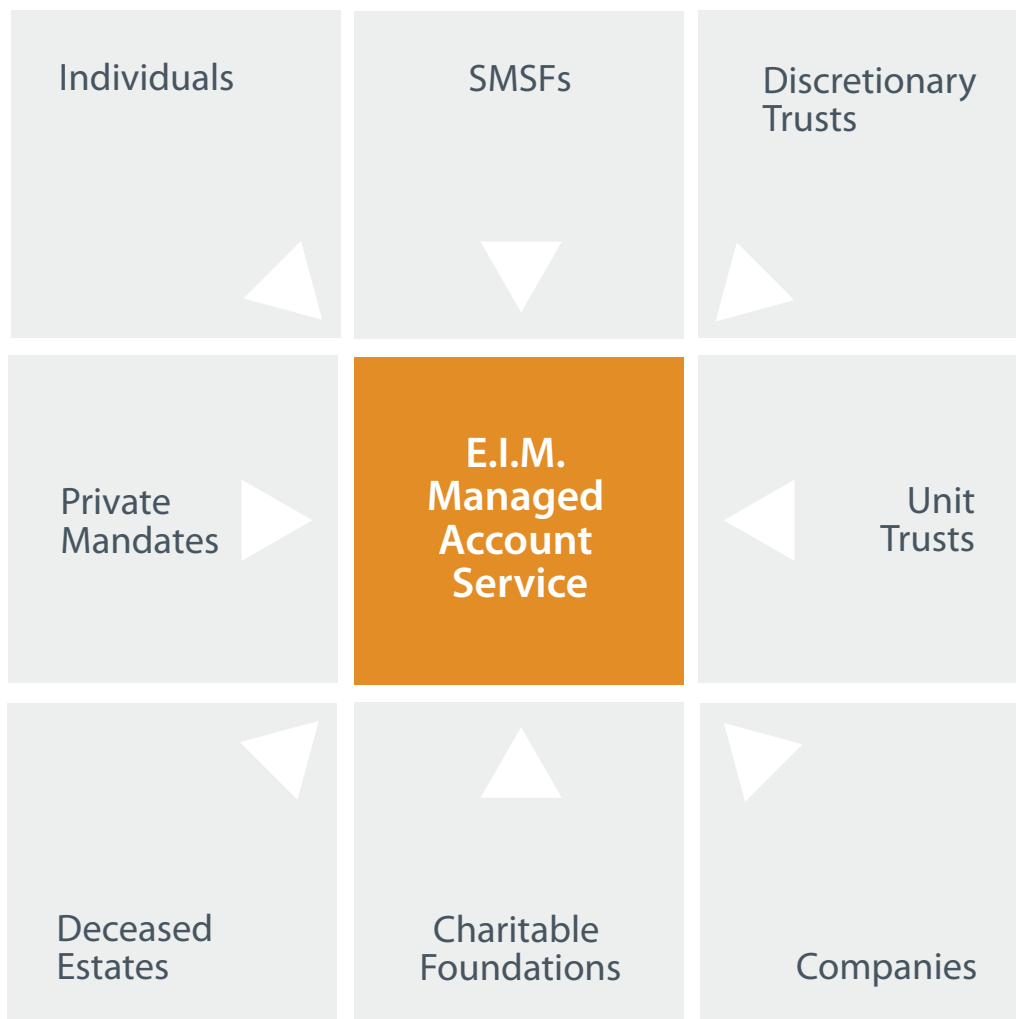 Individuals
SMSFs
Discretionary
Trusts
Private
Mandates
E.I.M.
Managed
Account
Service
Unit
Trusts
Deceased
Estates
Charitable
Foundations
Companies